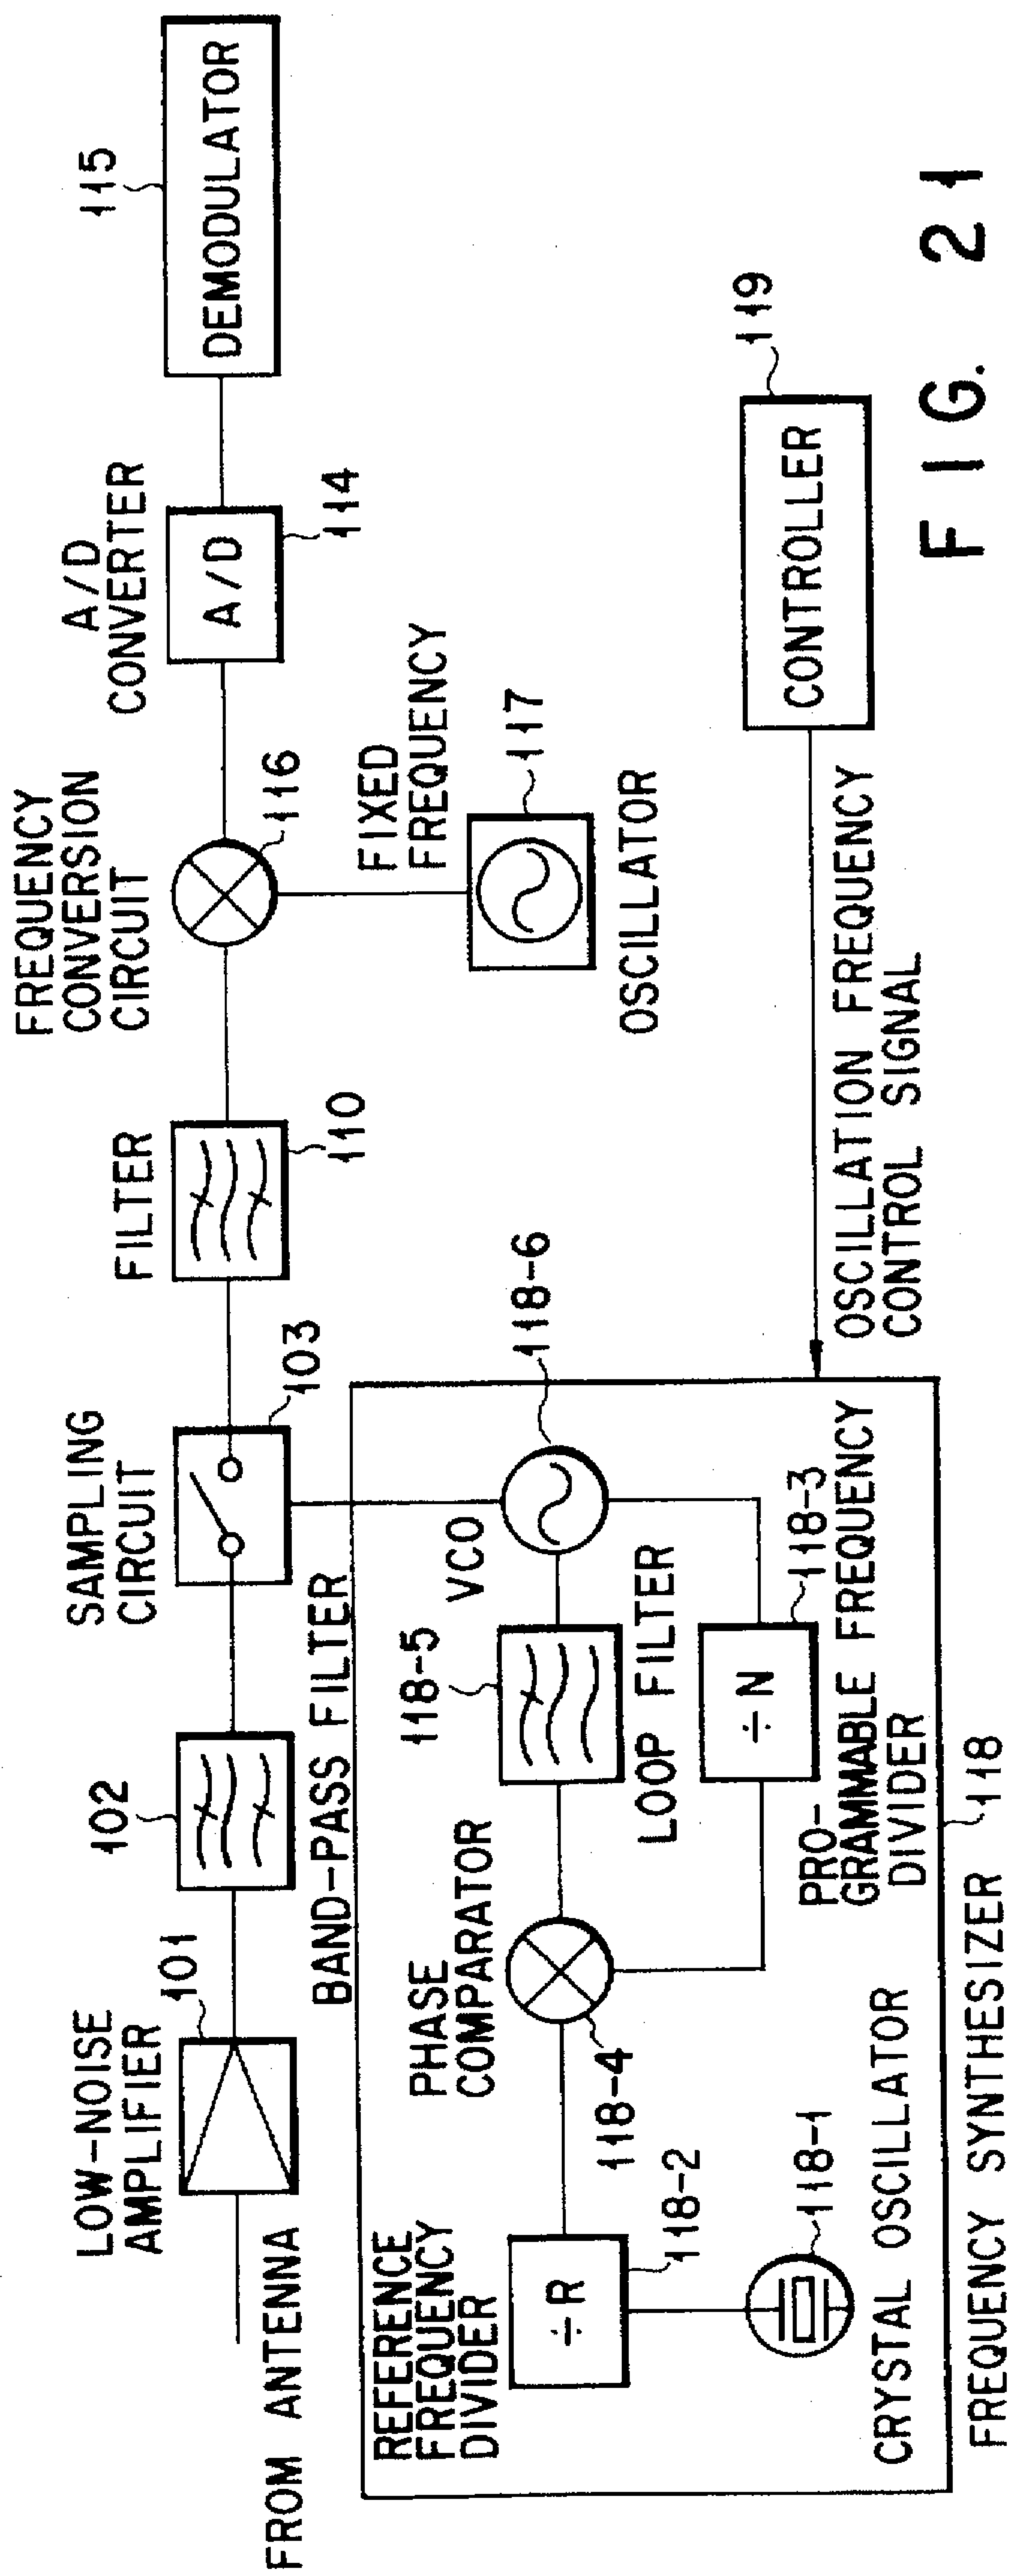 FROM ANTENNA
LOW-NOISE
AMPLIFIER
101
102
BAND-PASS FILTER
SAMPLING
CIRCUIT
103
FILTER
110
FREQUENCY
CONVERSION
CIRCUIT
116
FIXED
FREQUENCY
117
OSCILLATOR
A/D
CONVERTER
A/D
114
115
DEMODULATOR
REFERENCE
FREQUENCY
DIVIDER
÷R
118-2
118-1
CRYSTAL OSCILLATOR
PHASE
COMPARATOR
118-4
118-5
LOOP FILTER
VCO
118-6
÷N
118-3
PRO-
GRAMMABLE FREQUENCY
DIVIDER
FREQUENCY SYNTHESIZER 118
OSCILLATION FREQUENCY
CONTROL SIGNAL
CONTROLLER
119
FIG. 21